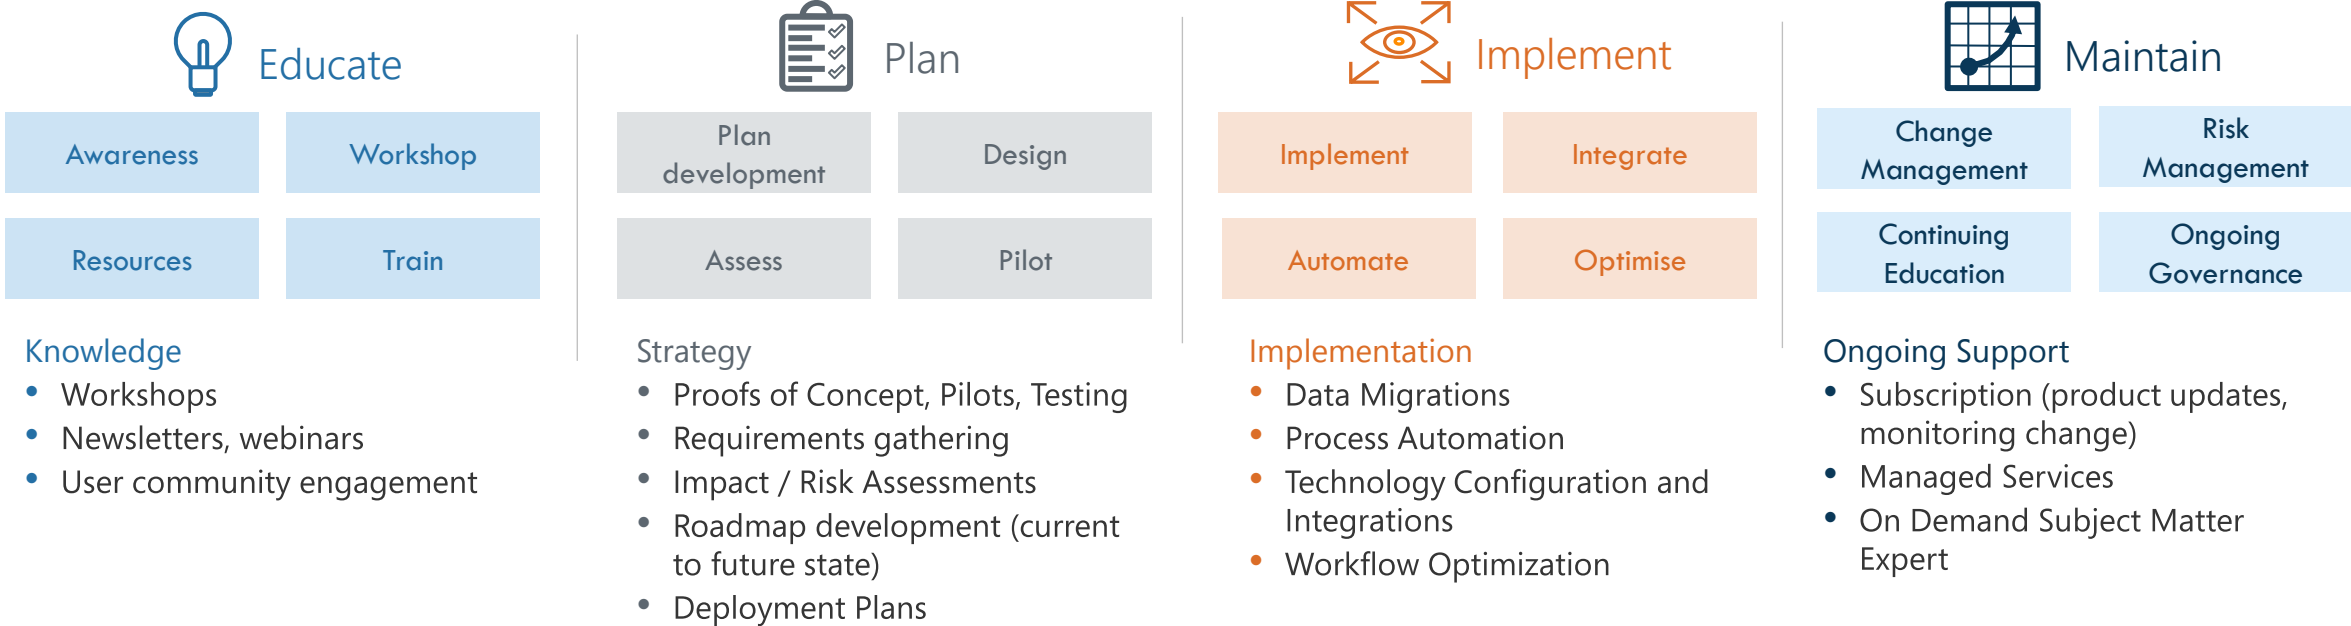 Educate
Awareness
Workshop
Resources
Train
Knowledge
• Workshops
• Newsletters, webinars
• User community engagement
Plan
Plan
development
Design
Assess
Pilot
Strategy
• Proofs of Concept, Pilots, Testing
• Requirements gathering
• Impact / Risk Assessments
• Roadmap development (current
to future state)
• Deployment Plans
Implement
Implement
Integrate
Automate
Optimise
Implementation
• Data Migrations
• Process Automation
• Technology Configuration and
Integrations
• Workflow Optimization
Maintain
Change
Management
Risk
Management
Continuing
Education
Ongoing
Governance
Ongoing Support
• Subscription (product updates,
monitoring change)
• Managed Services
• On Demand Subject Matter
Expert